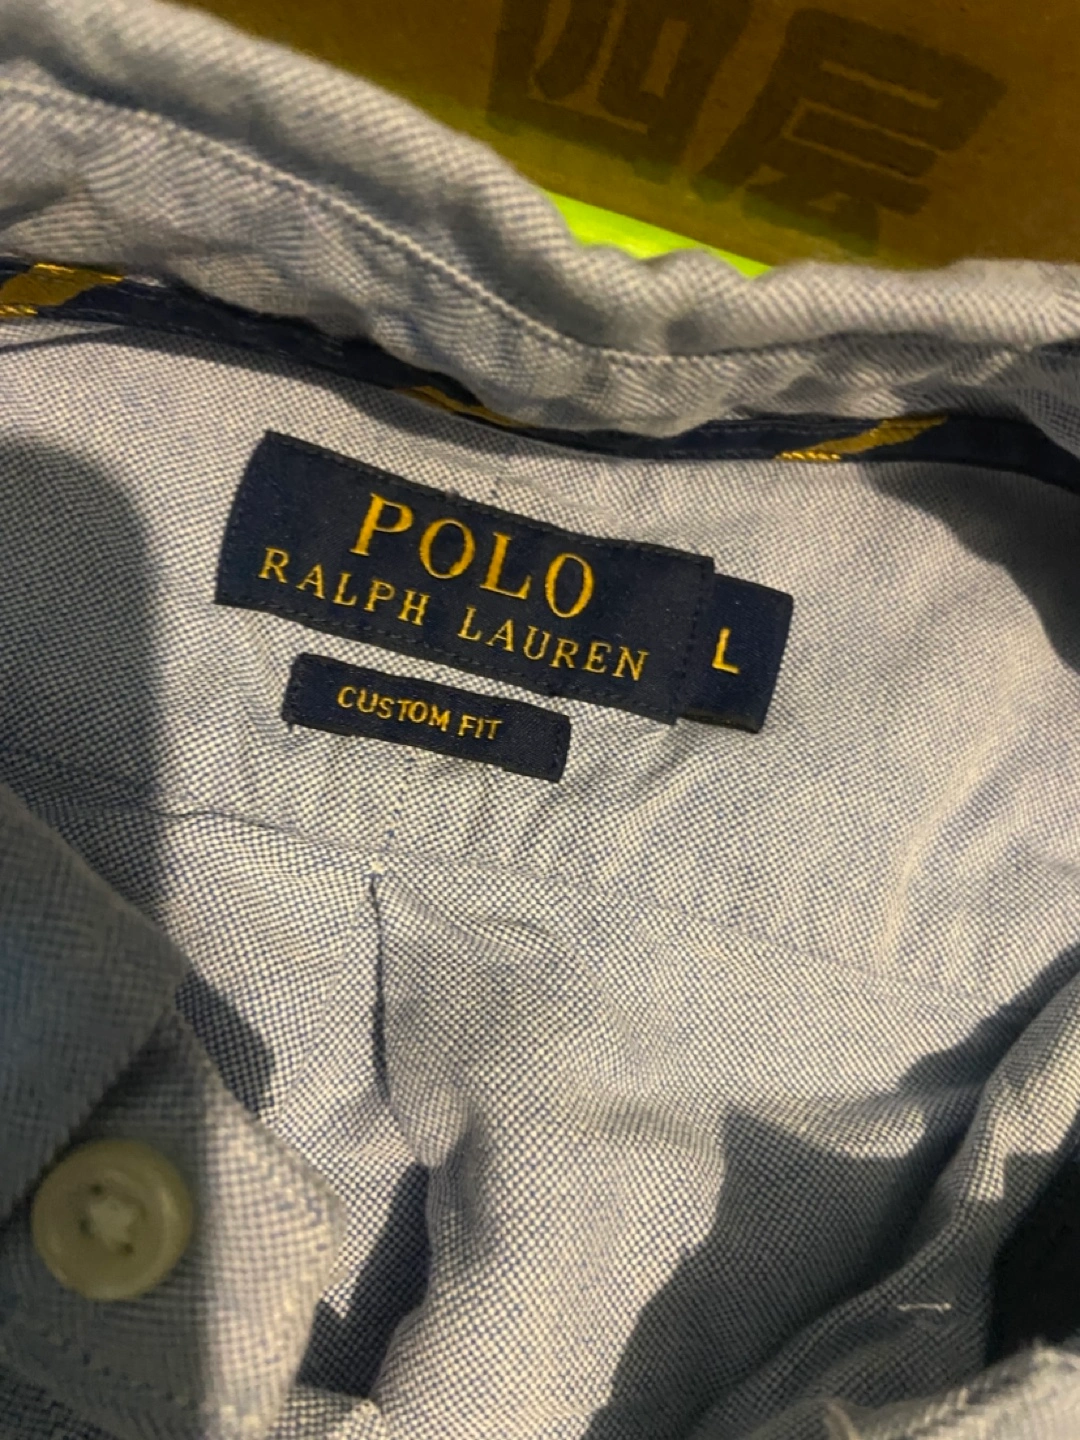 四层
POLO
RALPH LAUREN
L
CUSTOM FIT